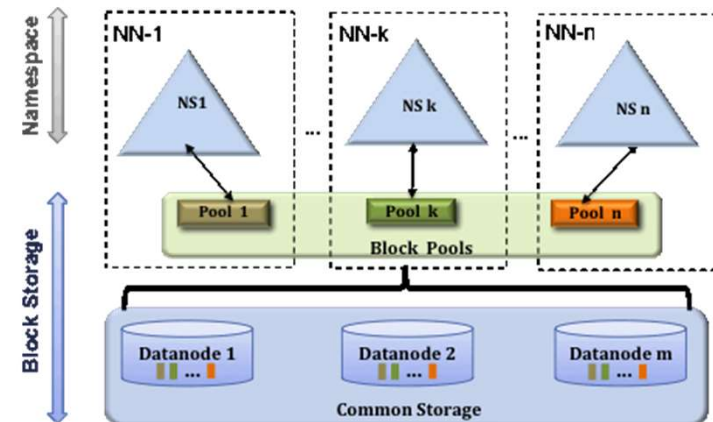 Namespace
NN-1
NN-k
NN-n
NS1
NS k
NS n
...
...
Block Storage
Pool 1
Pool k
Pool n
Block Pools
Datanode 1
Datanode 2
Datanode m
...
...
...
Common Storage